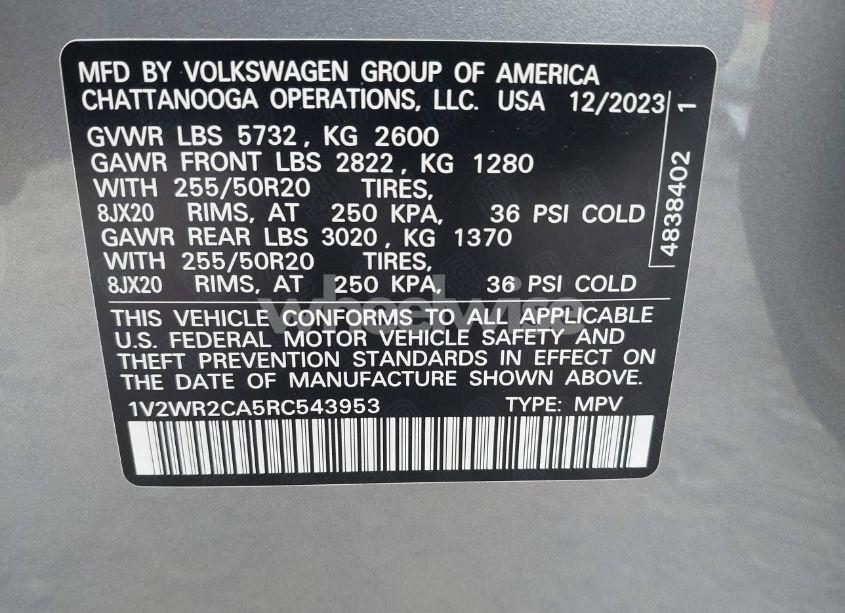 MFD BY VOLKSWAGEN GROUP OF AMERICA
CHATTANOOGA OPERATIONS, LLC. USA 12/2023
GVWR LBS 5732, KG 2600
GAWR FRONT LBS 2822, KG 1280
WITH 255/50R20 TIRES,
8JX20 RIMS, AT 250 KPA, 36 PSI COLD
GAWR REAR LBS 3020, KG 1370
WITH 255/50R20 TIRES,
8JX20 RIMS, AT 250 KPA, 36 PSI COLD
4838402 1
wheelwise
THIS VEHICLE CONFORMS TO ALL APPLICABLE
U.S. FEDERAL MOTOR VEHICLE SAFETY AND
THEFT PREVENTION STANDARDS IN EFFECT ON
THE DATE OF MANUFACTURE SHOWN ABOVE.
1V2WR2CA5RC543953 TYPE: MPV